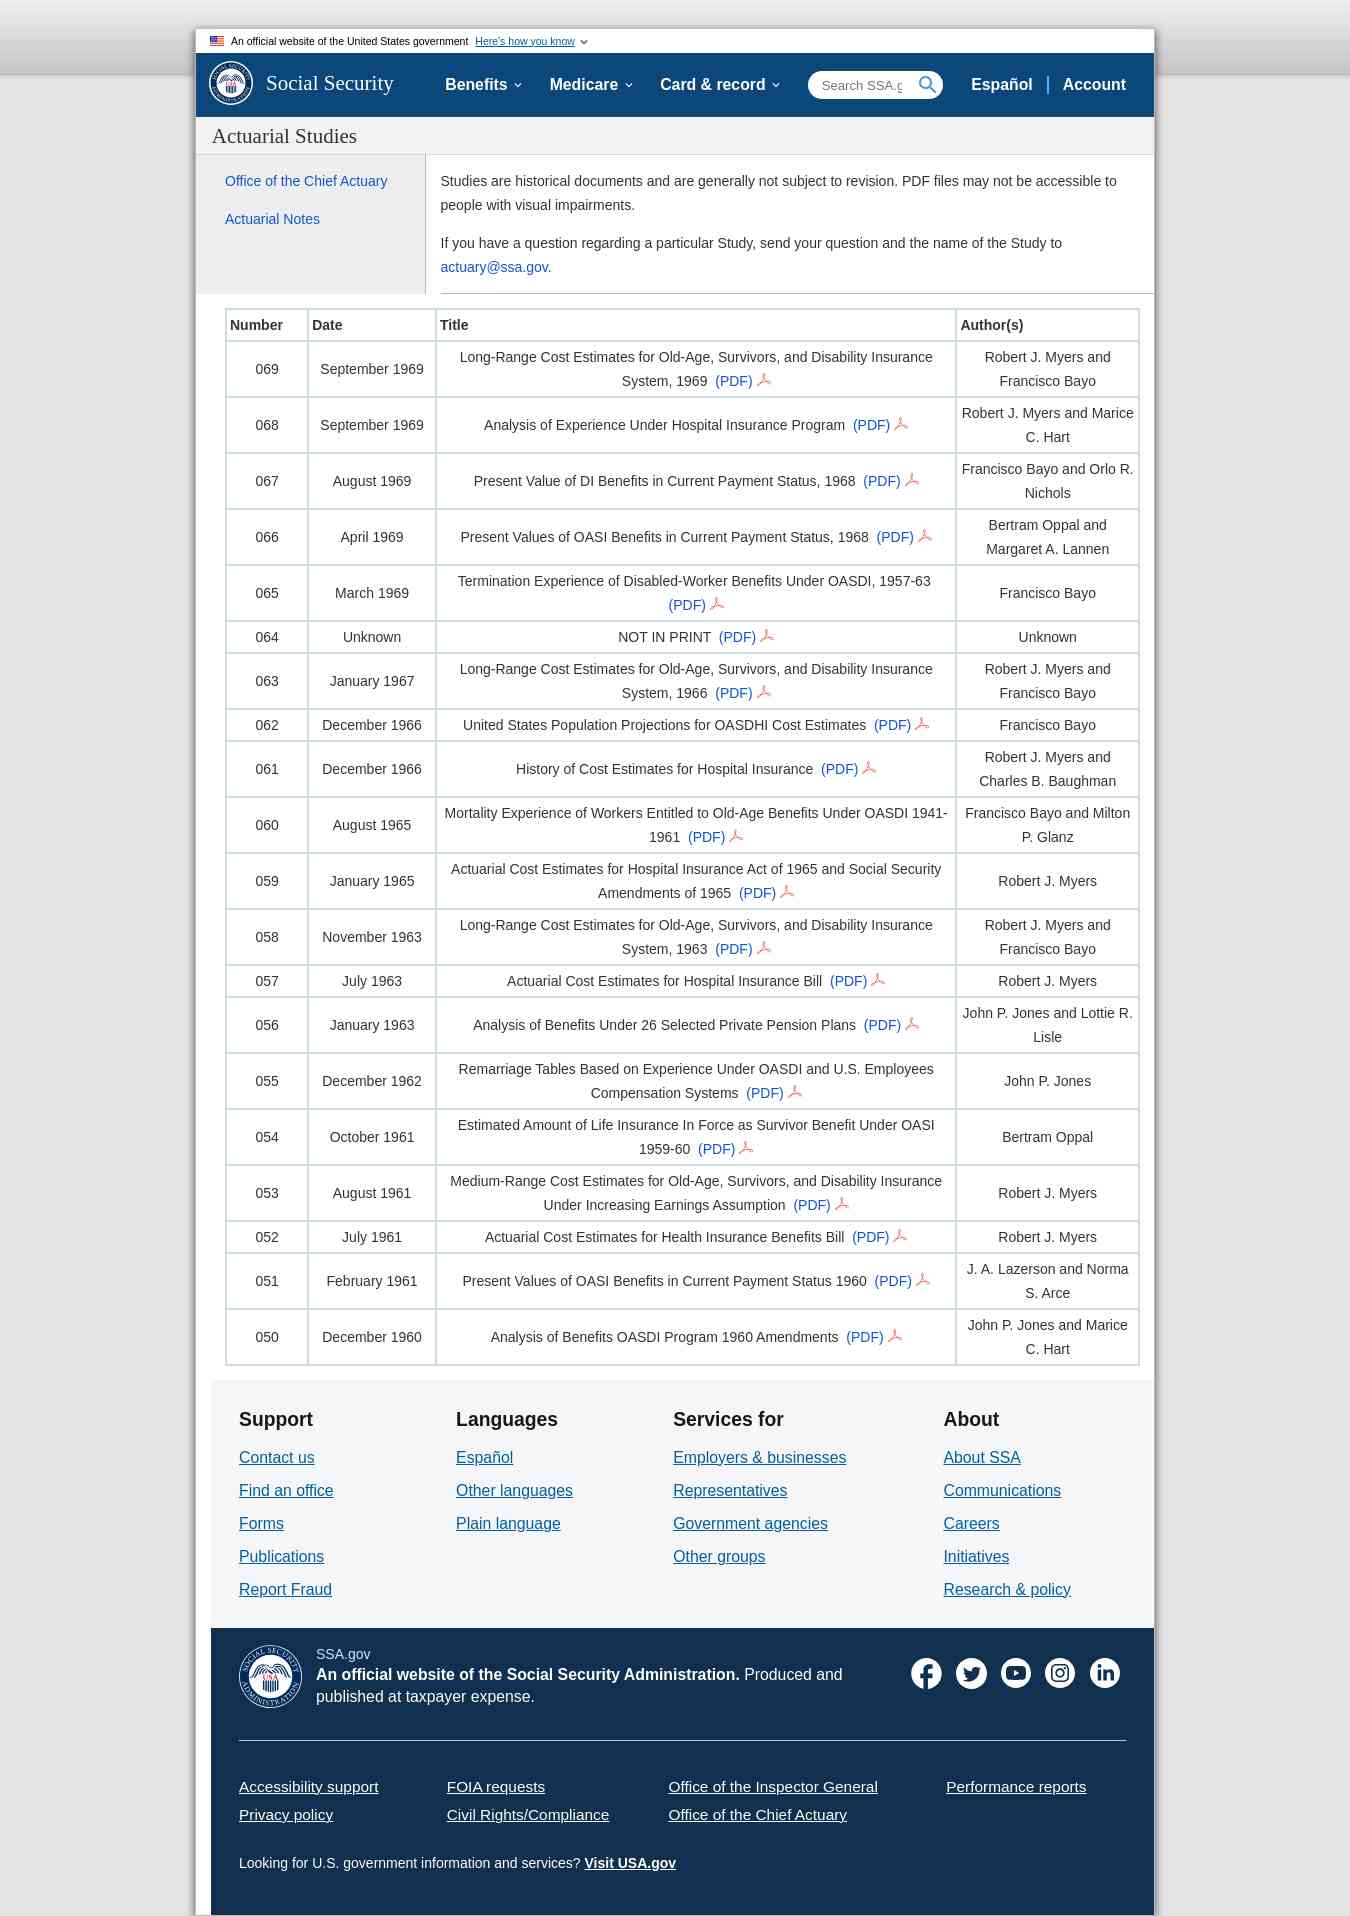 An official website of the United States government Here's how you know
Social Security
Benefits
Medicare
Card & record
Search SSA.g
Español
Account
Actuarial Studies
Office of the Chief Actuary
Actuarial Notes
Studies are historical documents and are generally not subject to revision. PDF files may not be accessible to
people with visual impairments.
If you have a question regarding a particular Study, send your question and the name of the Study to
actuary@ssa.gov.
Number Date Title Author(s)
069 September 1969 Long-Range Cost Estimates for Old-Age, Survivors, and Disability Insurance
System, 1969 (PDF) Robert J. Myers and
Francisco Bayo
068 September 1969 Analysis of Experience Under Hospital Insurance Program (PDF) Robert J. Myers and Marice
C. Hart
067 August 1969 Present Value of DI Benefits in Current Payment Status, 1968 (PDF) Francisco Bayo and Orlo R.
Nichols
066 April 1969 Present Values of OASI Benefits in Current Payment Status, 1968 (PDF) Bertram Oppal and
Margaret A. Lannen
065 March 1969 Termination Experience of Disabled-Worker Benefits Under OASDI, 1957-63
(PDF) Francisco Bayo
064 Unknown NOT IN PRINT (PDF) Unknown
063 January 1967 Long-Range Cost Estimates for Old-Age, Survivors, and Disability Insurance
System, 1966 (PDF) Robert J. Myers and
Francisco Bayo
062 December 1966 United States Population Projections for OASDHI Cost Estimates (PDF) Francisco Bayo
061 December 1966 History of Cost Estimates for Hospital Insurance (PDF) Robert J. Myers and
Charles B. Baughman
060 August 1965 Mortality Experience of Workers Entitled to Old-Age Benefits Under OASDI 1941-
1961 (PDF) Francisco Bayo and Milton
P. Glanz
059 January 1965 Actuarial Cost Estimates for Hospital Insurance Act of 1965 and Social Security
Amendments of 1965 (PDF) Robert J. Myers
058 November 1963 Long-Range Cost Estimates for Old-Age, Survivors, and Disability Insurance
System, 1963 (PDF) Robert J. Myers and
Francisco Bayo
057 July 1963 Actuarial Cost Estimates for Hospital Insurance Bill (PDF) Robert J. Myers
056 January 1963 Analysis of Benefits Under 26 Selected Private Pension Plans (PDF) John P. Jones and Lottie R.
Lisle
055 December 1962 Remarriage Tables Based on Experience Under OASDI and U.S. Employees
Compensation Systems (PDF) John P. Jones
054 October 1961 Estimated Amount of Life Insurance In Force as Survivor Benefit Under OASI
1959-60 (PDF) Bertram Oppal
053 August 1961 Medium-Range Cost Estimates for Old-Age, Survivors, and Disability Insurance
Under Increasing Earnings Assumption (PDF) Robert J. Myers
052 July 1961 Actuarial Cost Estimates for Health Insurance Benefits Bill (PDF) Robert J. Myers
051 February 1961 Present Values of OASI Benefits in Current Payment Status 1960 (PDF) J. A. Lazerson and Norma
S. Arce
050 December 1960 Analysis of Benefits OASDI Program 1960 Amendments (PDF) John P. Jones and Marice
C. Hart
Support
Contact us
Find an office
Forms
Publications
Report Fraud
Languages
Español
Other languages
Plain language
Services for
Employers & businesses
Representatives
Government agencies
Other groups
About
About SSA
Communications
Careers
Initiatives
Research & policy
SOCIAL SECURITY
USA
ADMINISTRATION
SSA.gov
An official website of the Social Security Administration. Produced and
published at taxpayer expense.
Accessibility support
FOIA requests
Office of the Inspector General
Performance reports
Privacy policy
Civil Rights/Compliance
Office of the Chief Actuary
Looking for U.S. government information and services? Visit USA.gov